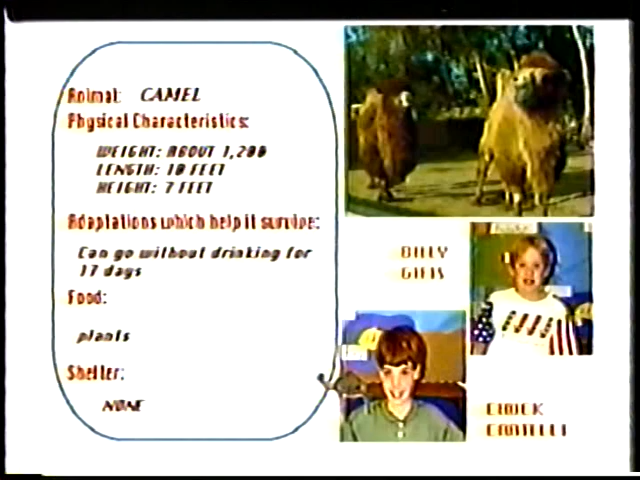 Animal: CAMEL
Physical Characteristics:
WEIGHT: ABOUT 1,200
LENGTH: 10 FEET
HEIGHT: 7 FEET
Adaptations which help it survive:
Can go without drinking for
17 days
Food:
plants
Shelter:
NONE
BILLY